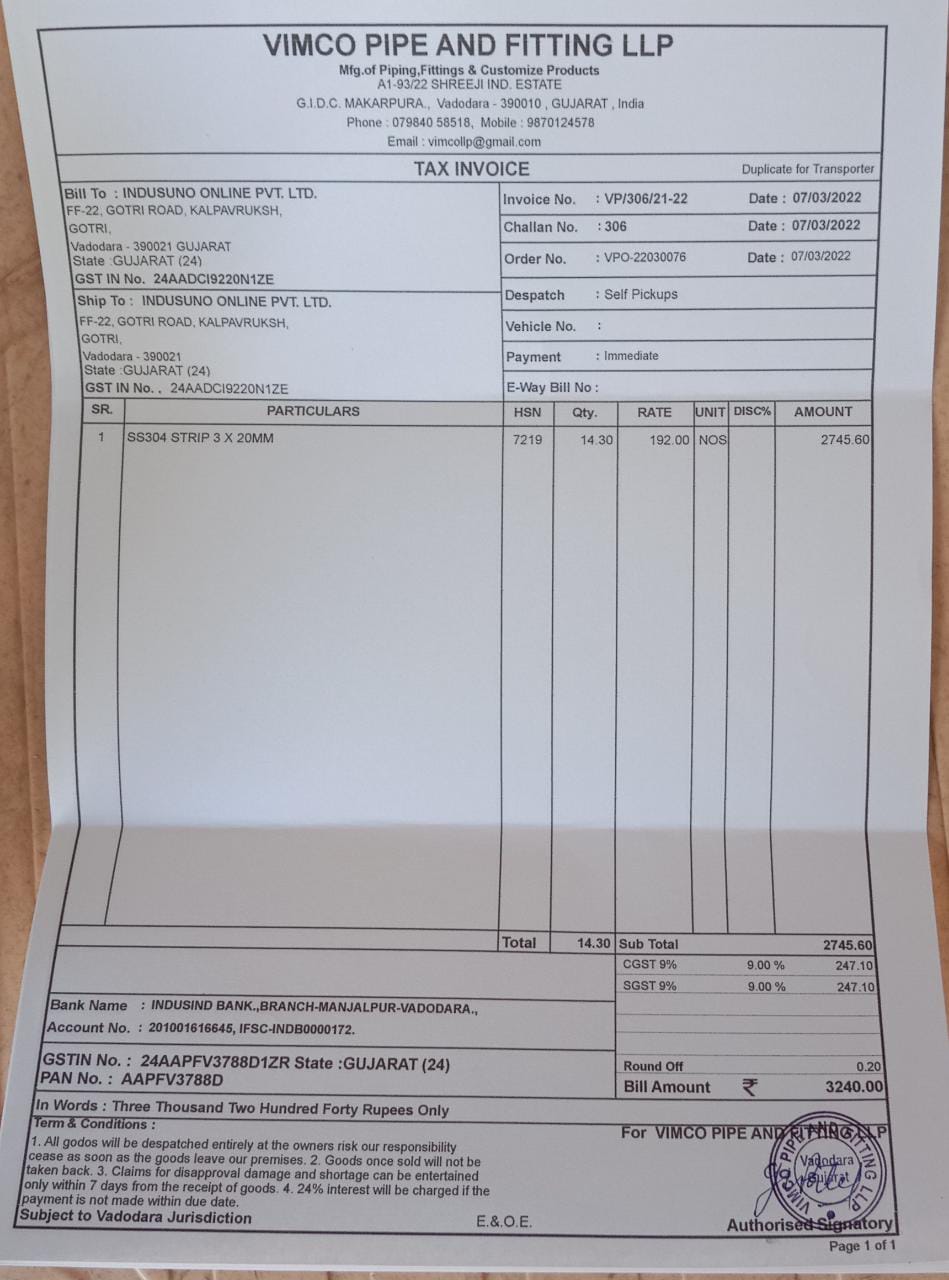 VIMCO PIPE AND FITTING LLP
Mfg.of Piping,Fittings & Customize Products
A1-93/22 SHREEJI IND. ESTATE
G.I.D.C. MAKARPURA., Vadodara - 390010 , GUJARAT , India
Phone : 079840 58518, Mobile : 9870124578
Email : vimcollp@gmail.com
TAX INVOICE Duplicate for Transporter
Bill To : INDUSUNO ONLINE PVT. LTD.
FF-22, GOTRI ROAD, KALPAVRUKSH,
GOTRI,
Vadodara - 390021 GUJARAT
State :GUJARAT (24)
GST IN No. 24AADCI9220N1ZE
Ship To : INDUSUNO ONLINE PVT. LTD.
FF-22, GOTRI ROAD, KALPAVRUKSH,
GOTRI,
Vadodara - 390021
State :GUJARAT (24)
GST IN No. . 24AADCI9220N1ZE
Invoice No. : VP/306/21-22 Date : 07/03/2022
Challan No. : 306 Date : 07/03/2022
Order No. : VPO-22030076 Date : 07/03/2022
Despatch : Self Pickups
Vehicle No. :
Payment : Immediate
E-Way Bill No :
SR. PARTICULARS HSN Qty. RATE UNIT DISC% AMOUNT
1 SS304 STRIP 3 X 20MM 7219 14.30 192.00 NOS 2745.60
Total 14.30 Sub Total 2745.60
CGST 9% 9.00 % 247.10
SGST 9% 9.00 % 247.10
Bank Name : INDUSIND BANK.,BRANCH-MANJALPUR-VADODARA.,
Account No. : 201001616645, IFSC-INDB0000172.
GSTIN No. : 24AAPFV3788D1ZR State :GUJARAT (24)
PAN No. : AAPFV3788D
Round Off 0.20
Bill Amount ₹ 3240.00
In Words : Three Thousand Two Hundred Forty Rupees Only
Term & Conditions :
1. All godos will be despatched entirely at the owners risk our responsibility
cease as soon as the goods leave our premises. 2. Goods once sold will not be
taken back. 3. Claims for disapproval damage and shortage can be entertained
only within 7 days from the receipt of goods. 4. 24% interest will be charged if the
payment is not made within due date.
Subject to Vadodara Jurisdiction
E.&.O.E.
For VIMCO PIPE AND FITTING LLP
VIMCO PIPE AND FITTING LLP
Vadodara
Gujarat
Authorised Signatory
Page 1 of 1